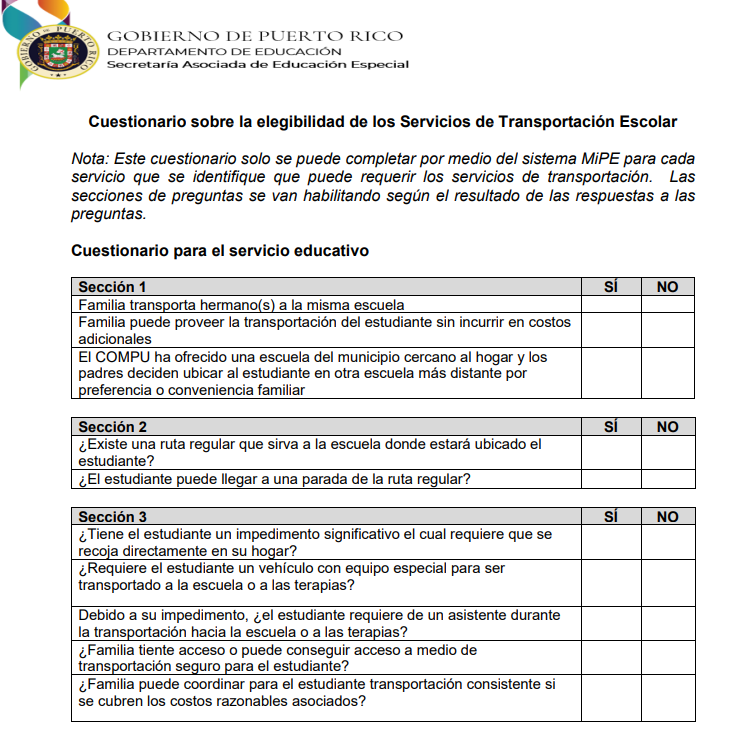 GOBIERNO DE PUERTO RICO
DEPARTAMENTO DE EDUCACIÓN
Secretaría Asociada de Educación Especial
Cuestionario sobre la elegibilidad de los Servicios de Transportación Escolar
Nota: Este cuestionario solo se puede completar por medio del sistema MiPE para cada
servicio que se identifique que puede requerir los servicios de transportación. Las
secciones de preguntas se van habilitando según el resultado de las respuestas a las
preguntas.
Cuestionario para el servicio educativo
Sección 1 SÍ NO
Familia transporta hermano(s) a la misma escuela
Familia puede proveer la transportación del estudiante sin incurrir en costos
adicionales
El COMPU ha ofrecido una escuela del municipio cercano al hogar y los
padres deciden ubicar al estudiante en otra escuela más distante por
preferencia o conveniencia familiar
Sección 2 SÍ NO
¿Existe una ruta regular que sirva a la escuela donde estará ubicado el
estudiante?
¿El estudiante puede llegar a una parada de la ruta regular?
Sección 3 SÍ NO
¿Tiene el estudiante un impedimento significativo el cual requiere que se
recoja directamente en su hogar?
¿Requiere el estudiante un vehículo con equipo especial para ser
transportado a la escuela o a las terapias?
Debido a su impedimento, ¿el estudiante requiere de un asistente durante
la transportación hacia la escuela o a las terapias?
¿Familia tiente acceso o puede conseguir acceso a medio de
transportación seguro para el estudiante?
¿Familia puede coordinar para el estudiante transportación consistente si
se cubren los costos razonables asociados?